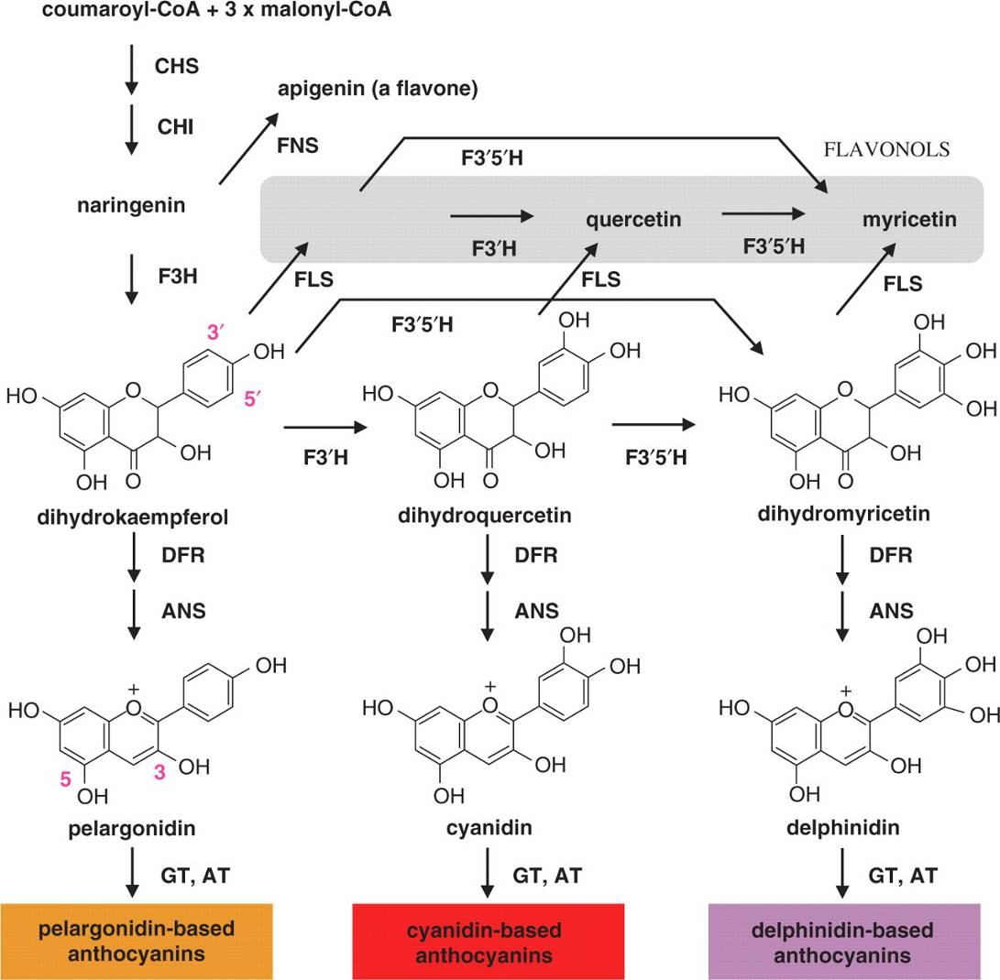 coumaroyl-CoA + 3 x malonyl-CoA
CHS
apigenin (a flavone)
CHI
FNS
FLAVONOLS
F3′5′H
naringenin
quercetin
myricetin
F3′H
F3′5′H
F3H
FLS
FLS
FLS
F3′5′H
3′
OH
5′
HO
O
OH
OH
O
OH
OH
HO
O
OH
OH
O
OH
OH
OH
HO
O
OH
OH
O
F3′H
F3′5′H
dihydrokaempferol
dihydroquercetin
dihydromyricetin
DFR
DFR
DFR
ANS
ANS
ANS
OH
HO
+
O
OH
5
3
OH
OH
OH
HO
+
O
OH
OH
OH
OH
OH
HO
+
O
OH
OH
pelargonidin
cyanidin
delphinidin
GT, AT
GT, AT
GT, AT
pelargonidin-based
anthocyanins
cyanidin-based
anthocyanins
delphinidin-based
anthocyanins